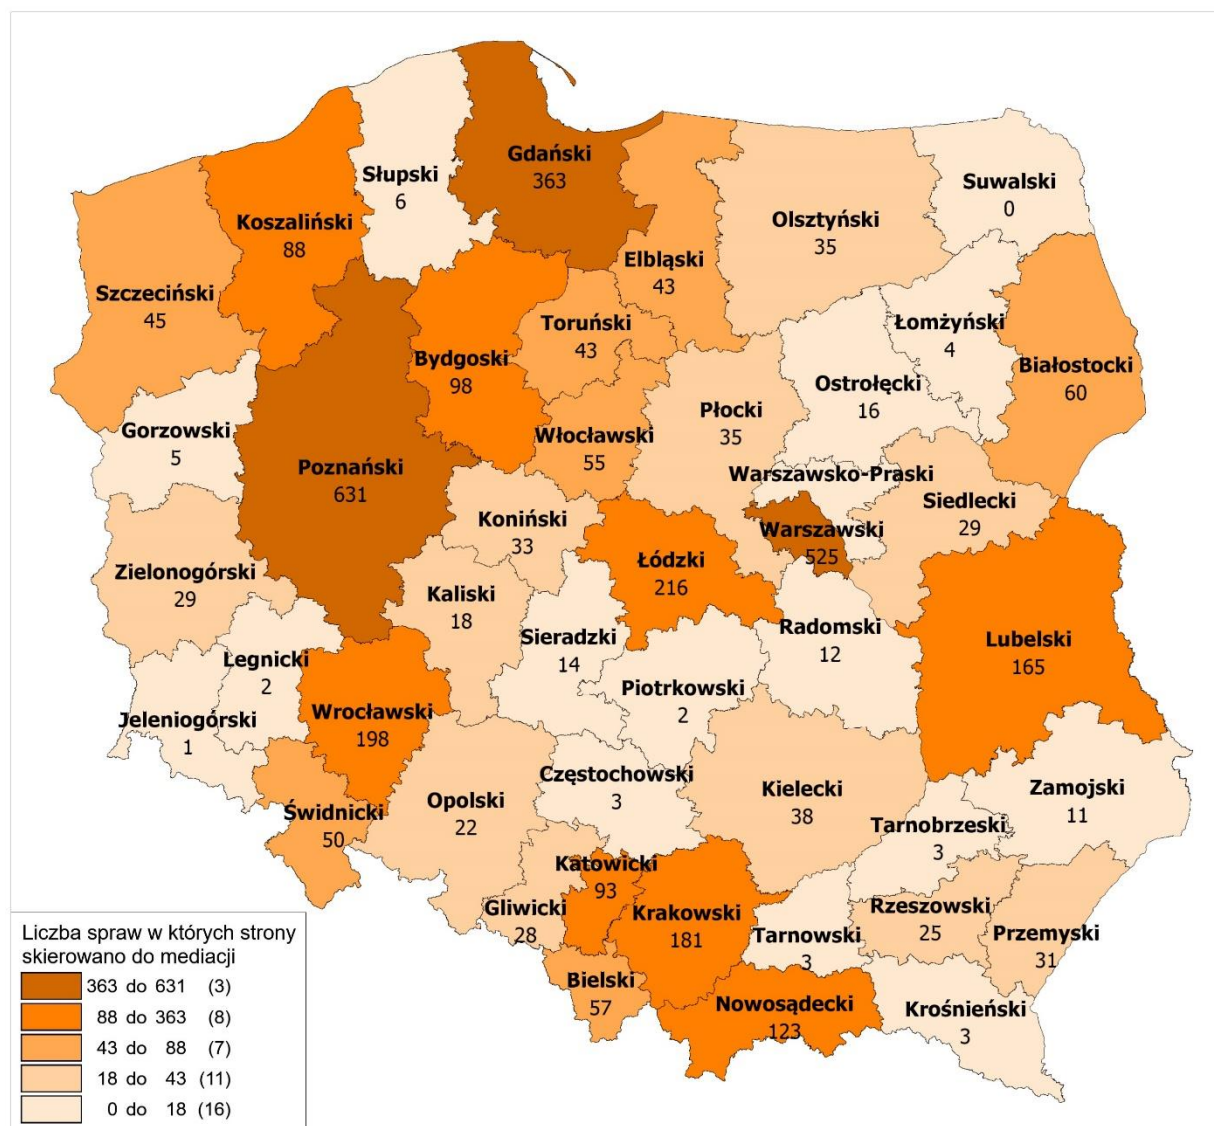 Gdański
363
Słupski
6
Suwalski
0
Koszaliński
88
Olsztyński
35
Elbląski
43
Szczeciński
45
Toruński
43
Łomżyński
4
Bydgoski
98
Białostocki
60
Ostrołęcki
16
Płocki
35
Gorzowski
5
Włocławski
55
Poznański
631
Warszawsko-Praski
Siedlecki
29
Koniński
33
Warszawski
525
Łódzki
216
Zielonogórski
29
Kaliski
18
Sieradzki
14
Radomski
12
Lubelski
165
Legnicki
2
Piotrkowski
2
Jeleniogórski
1
Wrocławski
198
Częstochowski
3
Kielecki
38
Zamojski
11
Opolski
22
Świdnicki
50
Tarnobrzeski
3
Katowicki
93
Gliwicki
28
Krakowski
181
Rzeszowski
25
Tarnowski
3
Przemyski
31
Bielski
57
Nowosądecki
123
Krośnieński
3
Liczba spraw w których strony
skierowano do mediacji
363 do 631 (3)
88 do 363 (8)
43 do 88 (7)
18 do 43 (11)
0 do 18 (16)